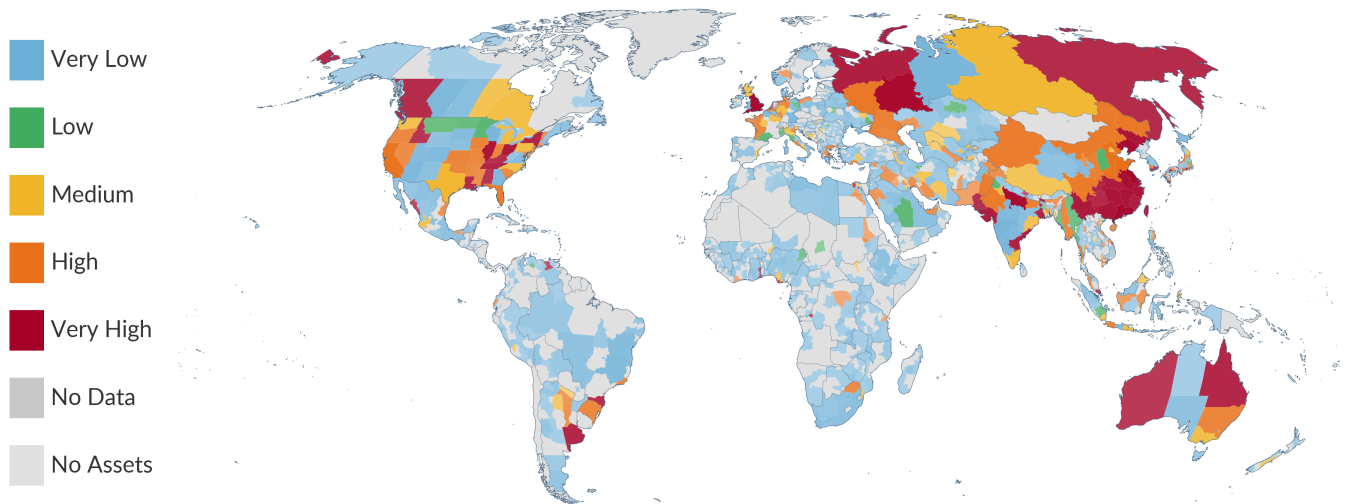 Very Low
Low
Medium
High
Very High
No Data
No Assets